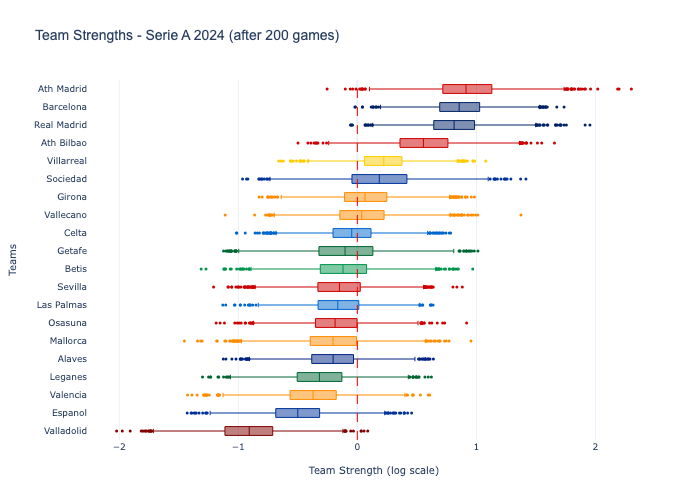 Team Strengths - Serie A 2024 (after 200 games)
Ath Madrid
Barcelona
Real Madrid
Ath Bilbao
Villarreal
Sociedad
Girona
Vallecano
Celta
Getafe
Betis
Sevilla
Las Palmas
Osasuna
Mallorca
Alaves
Leganes
Valencia
Espanol
Valladolid
Teams
−2 −1 0 1 2
Team Strength (log scale)